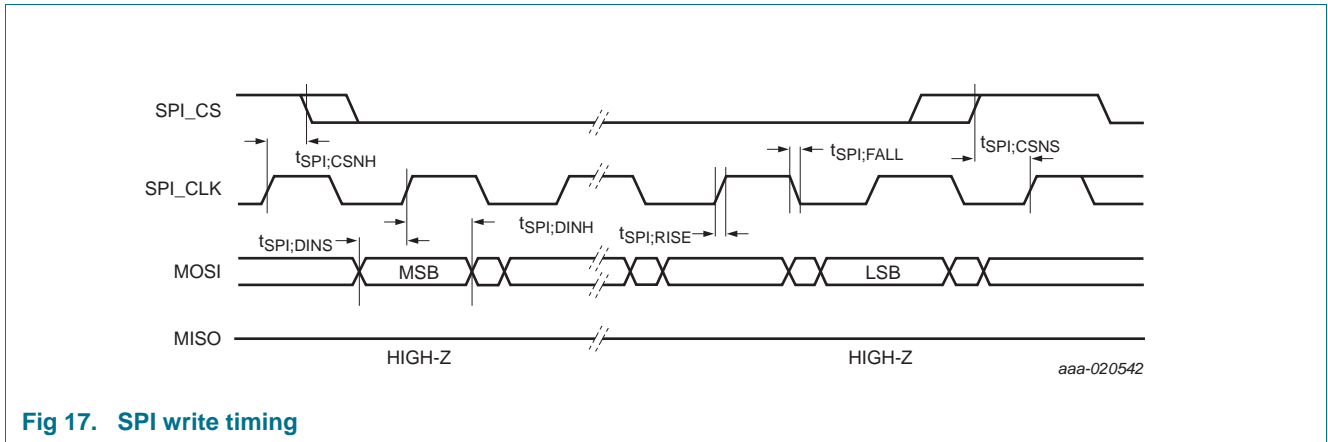 SPI_CS
tSPI;CSNH
tSPI;FALL
tSPI;CSNS
SPI_CLK
tSPI;DINS
tSPI;DINH
tSPI;RISE
MOSI
MSB
LSB
MISO
HIGH-Z
HIGH-Z
aaa-020542
Fig 17. SPI write timing